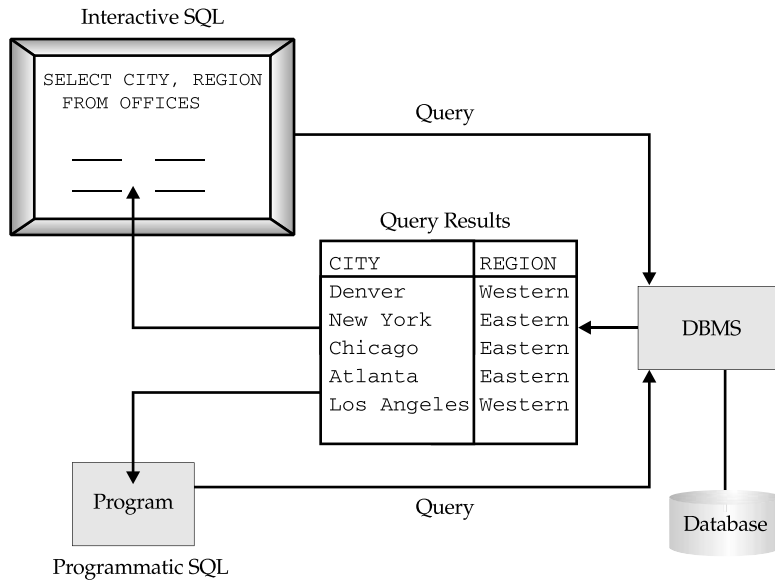 Interactive SQL
SELECT CITY, REGION
FROM OFFICES
Query
Query Results
CITY REGION
Denver Western
New York Eastern
Chicago Eastern
Atlanta Eastern
Los Angeles Western
DBMS
Program
Query
Database
Programmatic SQL